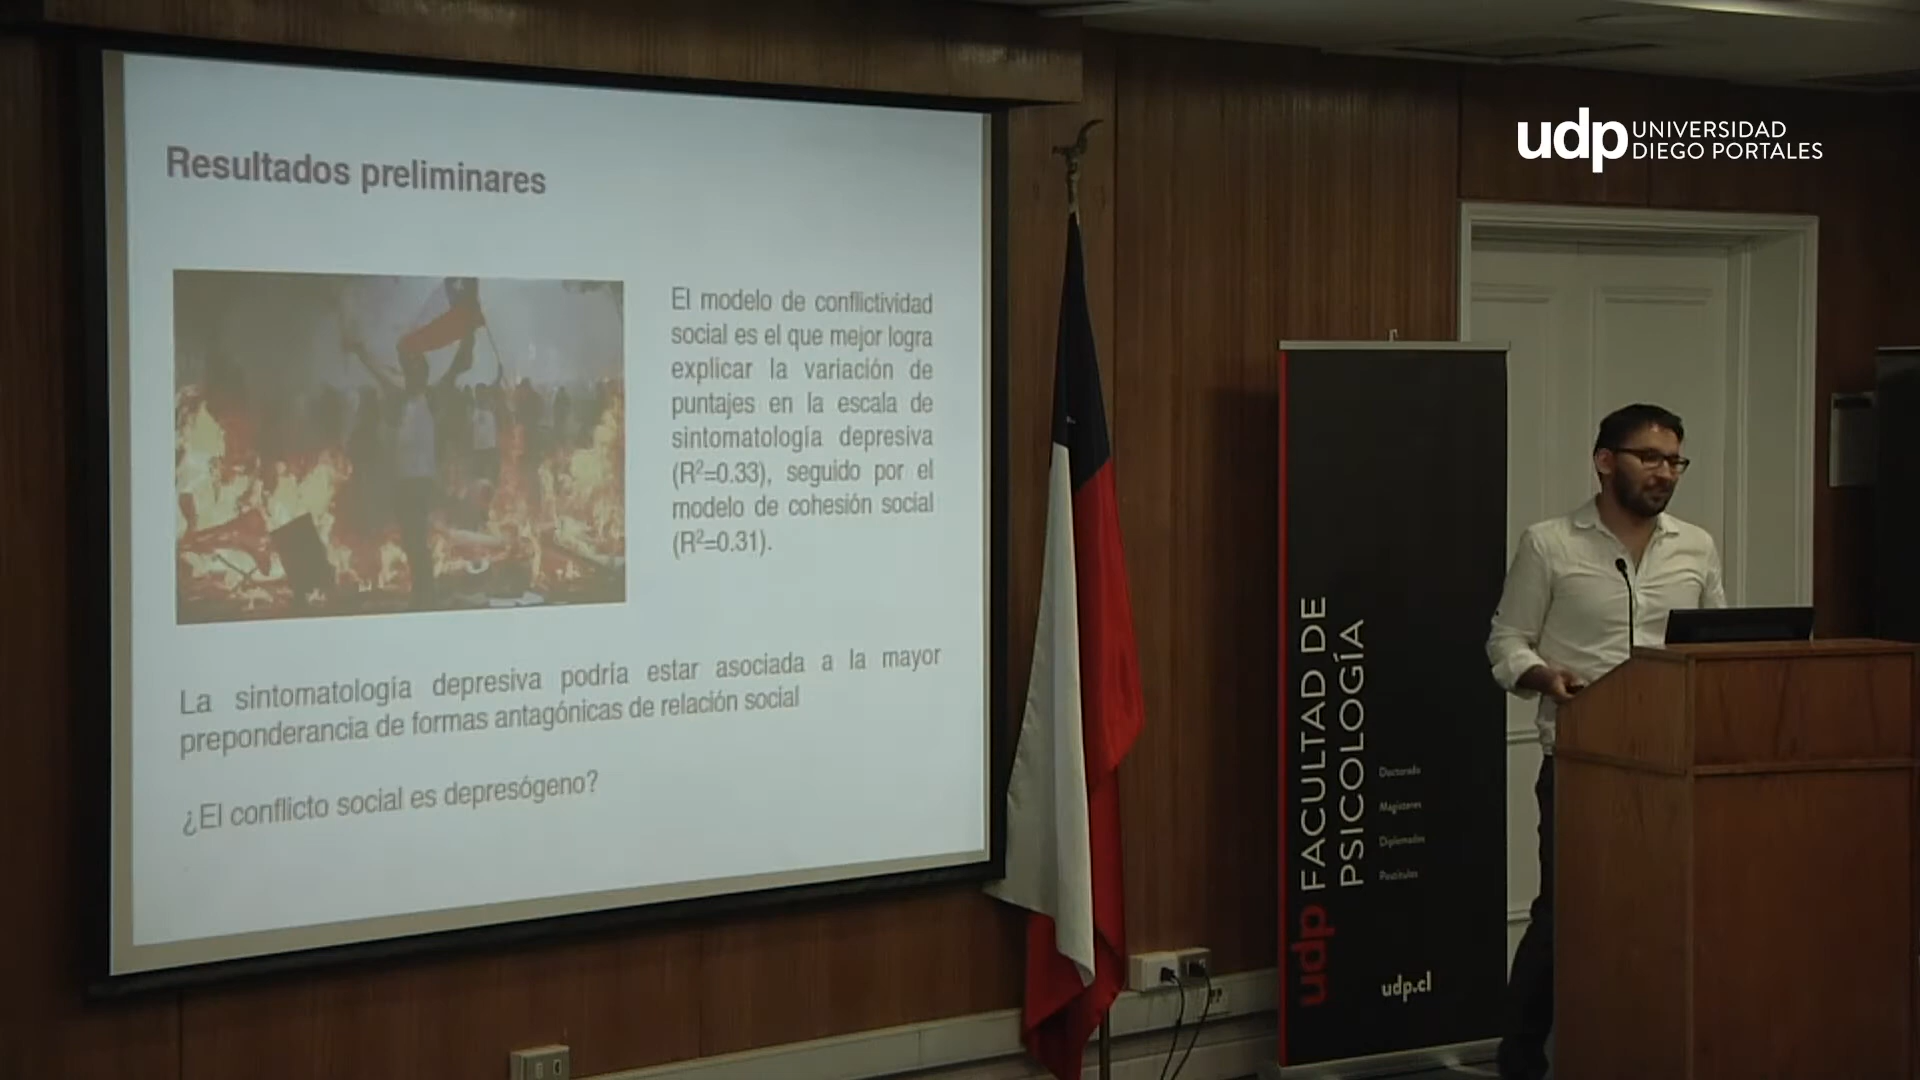 Resultados preliminares
El modelo de conflictividad
social es el que mejor logra
explicar la variación de
puntajes en la escala de
sintomatología depresiva
(R²=0.33), seguido por el
modelo de cohesión social
(R²=0.31).
La sintomatología depresiva podría estar asociada a la mayor
preponderancia de formas antagónicas de relación social
¿El conflicto social es depresógeno?
udp UNIVERSIDAD
DIEGO PORTALES
udp FACULTAD DE
PSICOLOGÍA
Doctorado
Magísteres
Diplomados
Postítulos
udp.cl